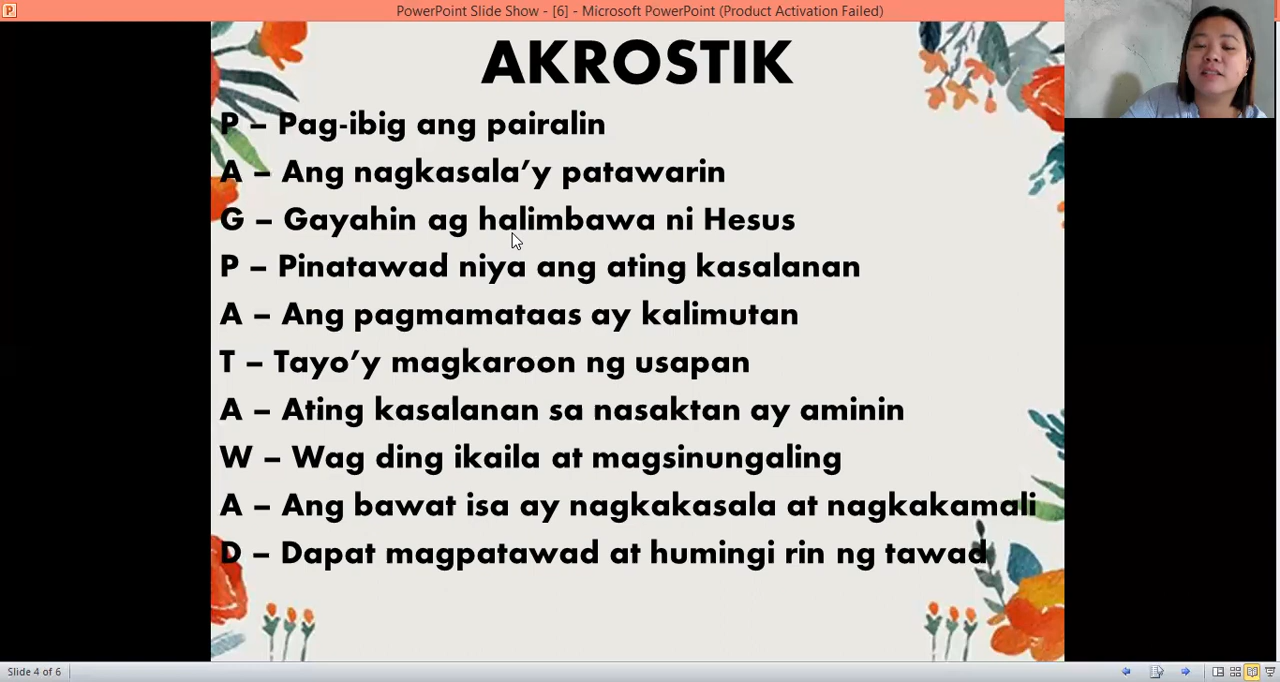 PowerPoint Slide Show - [6] - Microsoft PowerPoint (Product Activation Failed)
AKROSTIK
P – Pag-ibig ang pairalin
A – Ang nagkasala’y patawarin
G – Gayahin ag halimbawa ni Hesus
P – Pinatawad niya ang ating kasalanan
A – Ang pagmamataas ay kalimutan
T – Tayo’y magkaroon ng usapan
A – Ating kasalanan sa nasaktan ay aminin
W – Wag ding ikaila at magsinungaling
A – Ang bawat isa ay nagkakasala at nagkakamali
D – Dapat magpatawad at humingi rin ng tawad
Slide 4 of 6